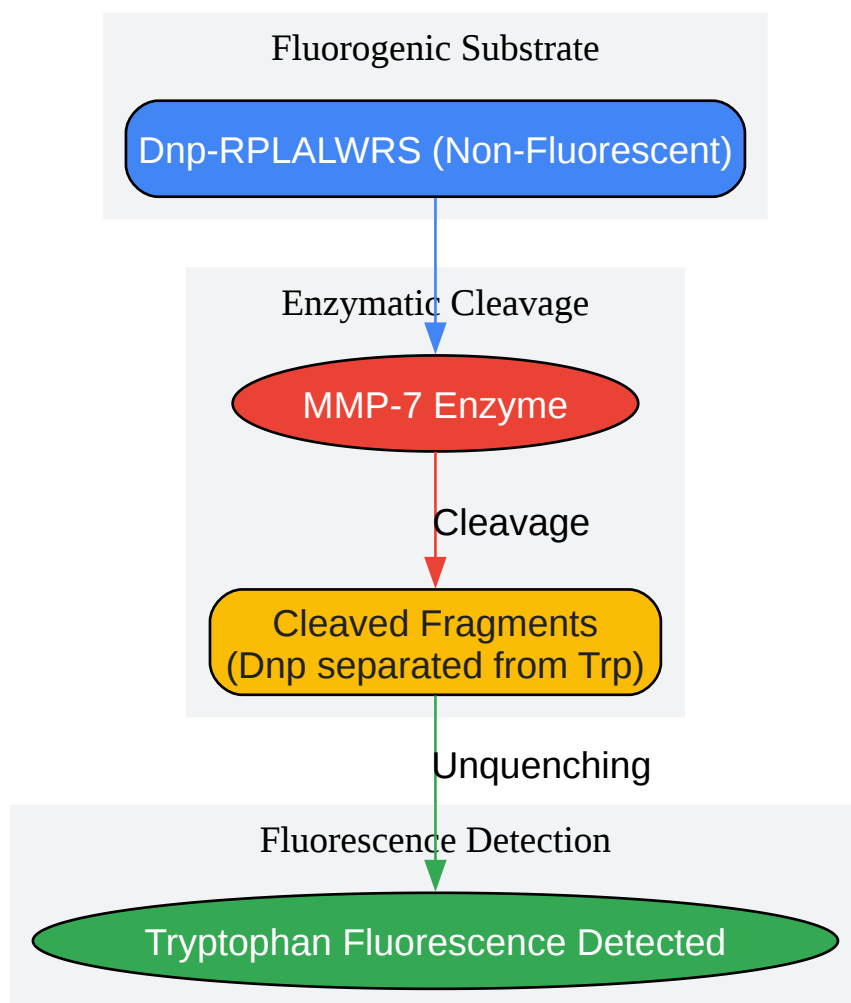 Fluorogenic Substrate
Dnp-RPLALWRS (Non-Fluorescent)
Enzymatic Cleavage
MMP-7 Enzyme
Cleavage
Cleaved Fragments
(Dnp separated from Trp)
Unquenching
Fluorescence Detection
Tryptophan Fluorescence Detected